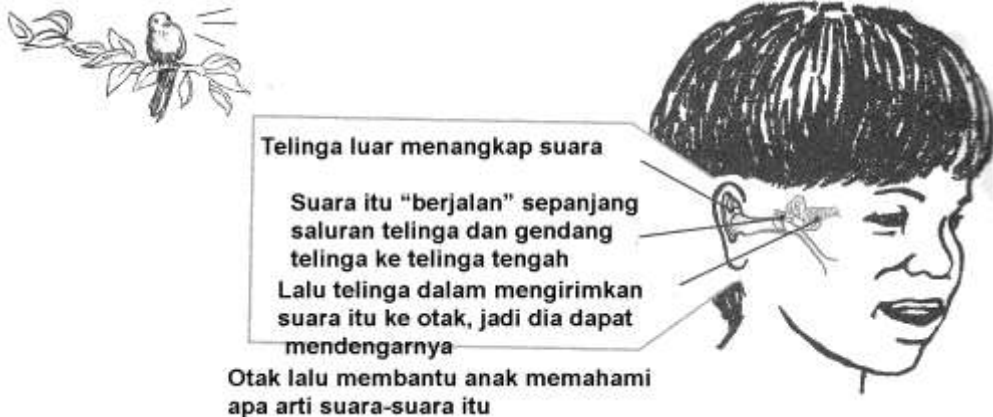 Telinga luar menangkap suara
Suara itu “berjalan” sepanjang
saluran telinga dan gendang
telinga ke telinga tengah
Lalu telinga dalam mengirimkan
suara itu ke otak, jadi dia dapat
mendengarnya
Otak lalu membantu anak memahami
apa arti suara-suara itu